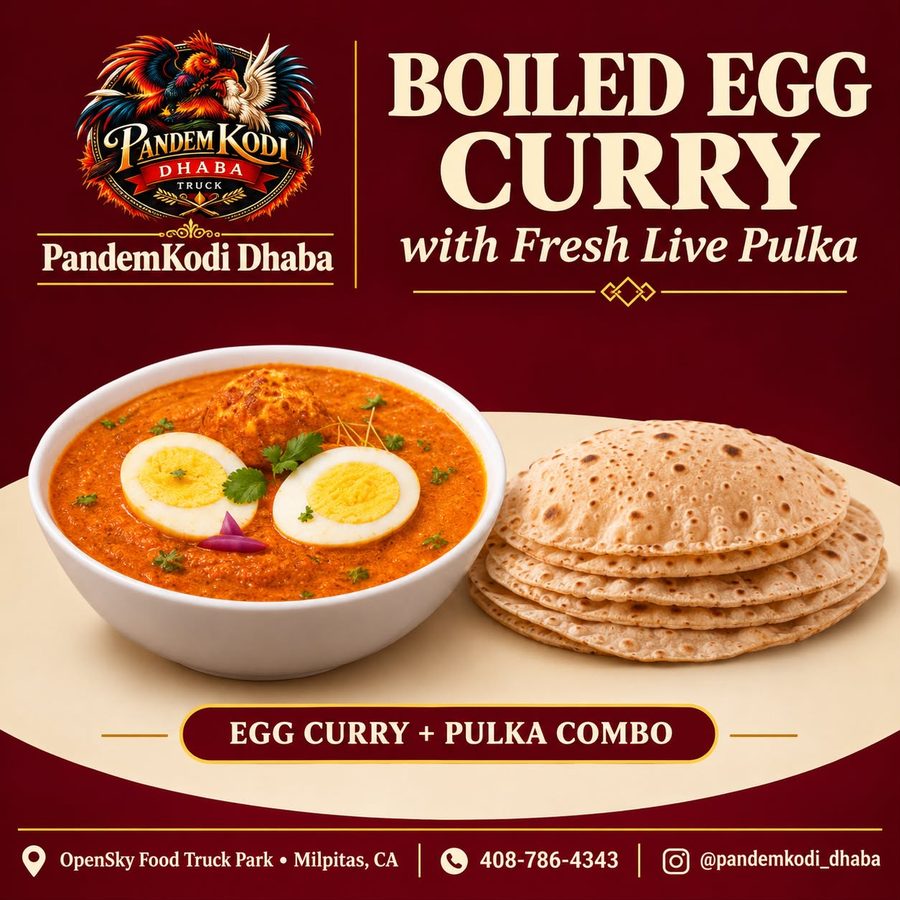 PANDEM KODI
DHABA
TRUCK
PandemKodi Dhaba
BOILED EGG
CURRY
with Fresh Live Pulka
EGG CURRY + PULKA COMBO
OpenSky Food Truck Park • Milpitas, CA
408-786-4343
@pandemkodi_dhaba